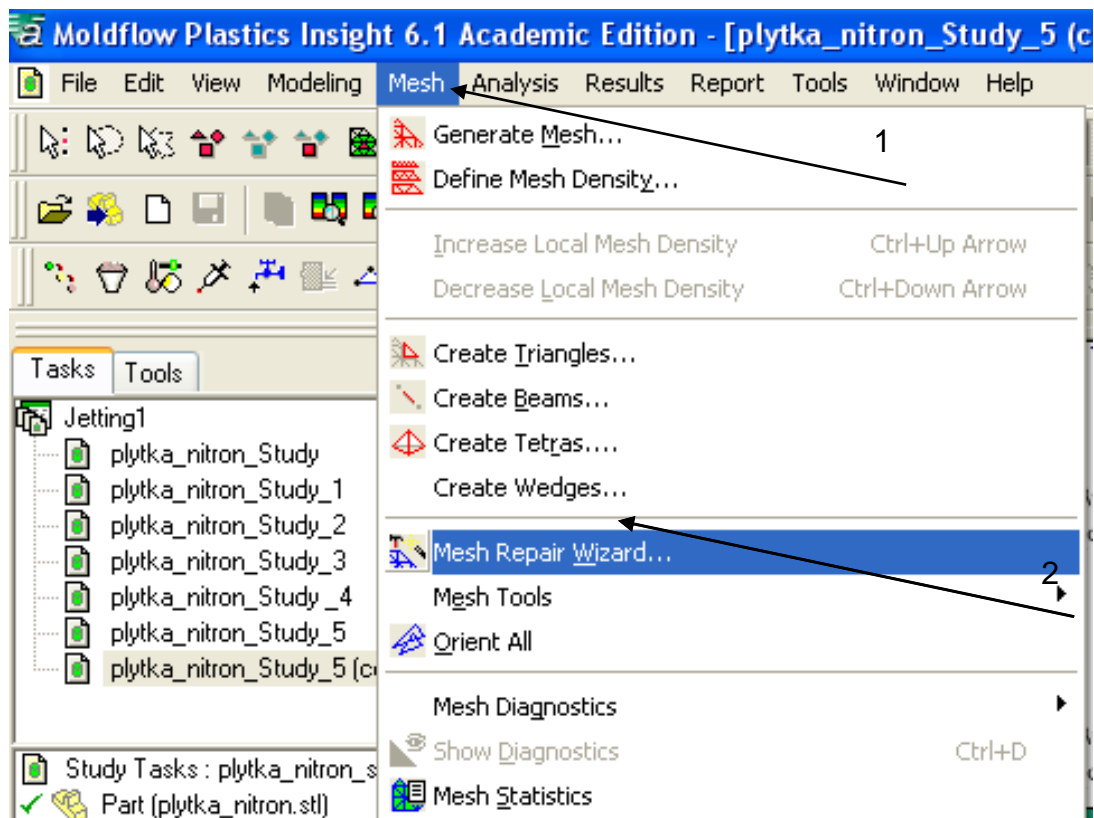 Moldflow Plastics Insight 6.1 Academic Edition - [plytka_nitron_Study_5 (c
File Edit View Modeling Mesh Analysis Results Report Tools Window Help
Generate Mesh...
1
Define Mesh Density...
Increase Local Mesh Density Ctrl+Up Arrow
Decrease Local Mesh Density Ctrl+Down Arrow
Create Triangles...
Create Beams...
Create Tetras....
Create Wedges...
Mesh Repair Wizard...
2
Mesh Tools
Orient All
Mesh Diagnostics
Show Diagnostics Ctrl+D
Mesh Statistics
Tasks Tools
Jetting1
plytka_nitron_Study
plytka_nitron_Study_1
plytka_nitron_Study_2
plytka_nitron_Study_3
plytka_nitron_Study _4
plytka_nitron_Study_5
plytka_nitron_Study_5 (c
Study Tasks : plytka_nitron_s
Part (plytka_nitron.stl)